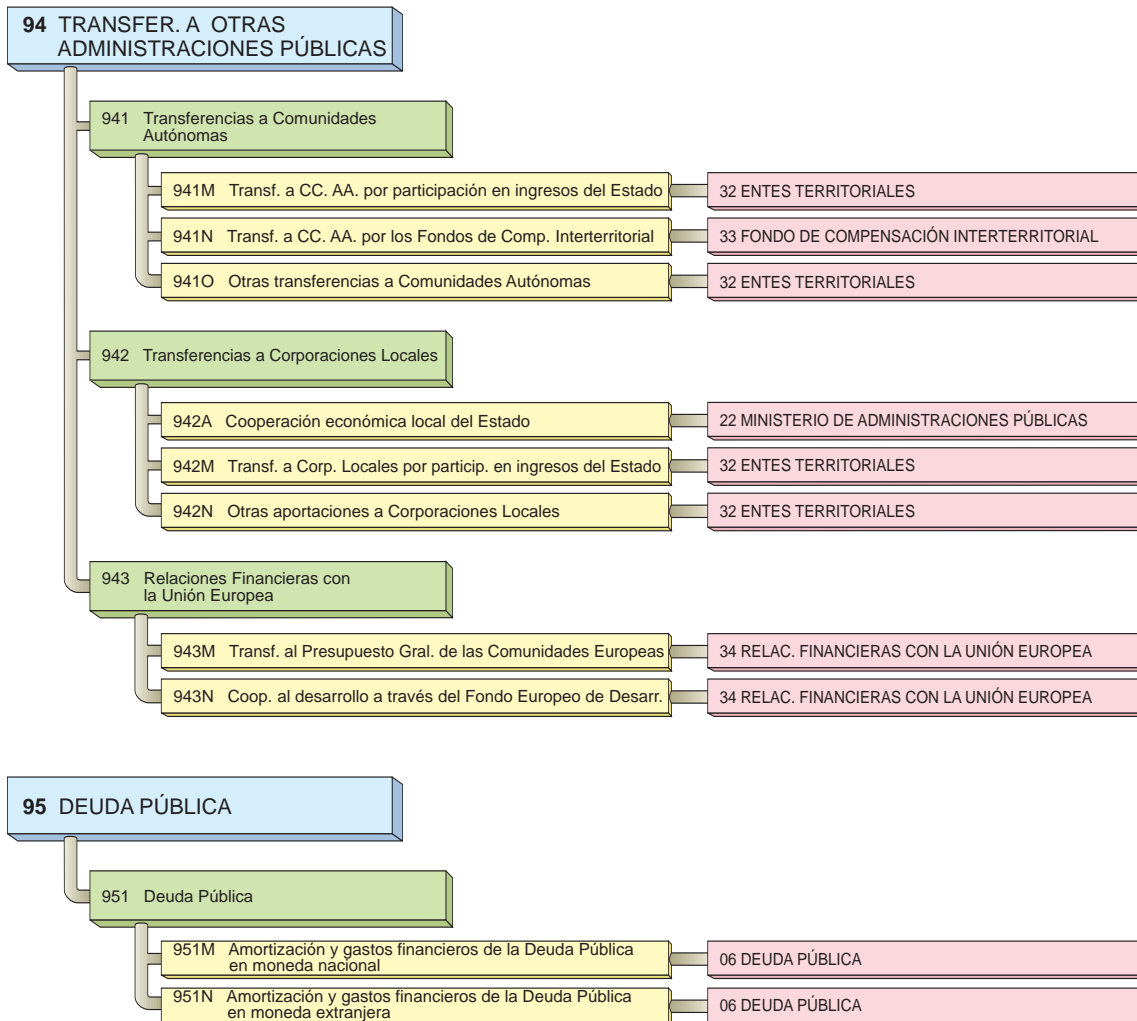 94 TRANSFER. A OTRAS
ADMINISTRACIONES PÚBLICAS
941 Transferencias a Comunidades
Autónomas
941M Transf. a CC. AA. por participación en ingresos del Estado
32 ENTES TERRITORIALES
941N Transf. a CC. AA. por los Fondos de Comp. Interterritorial
33 FONDO DE COMPENSACIÓN INTERTERRITORIAL
941O Otras transferencias a Comunidades Autónomas
32 ENTES TERRITORIALES
942 Transferencias a Corporaciones Locales
942A Cooperación económica local del Estado
22 MINISTERIO DE ADMINISTRACIONES PÚBLICAS
942M Transf. a Corp. Locales por particip. en ingresos del Estado
32 ENTES TERRITORIALES
942N Otras aportaciones a Corporaciones Locales
32 ENTES TERRITORIALES
943 Relaciones Financieras con
la Unión Europea
943M Transf. al Presupuesto Gral. de las Comunidades Europeas
34 RELAC. FINANCIERAS CON LA UNIÓN EUROPEA
943N Coop. al desarrollo a través del Fondo Europeo de Desarr.
34 RELAC. FINANCIERAS CON LA UNIÓN EUROPEA
95 DEUDA PÚBLICA
951 Deuda Pública
951M Amortización y gastos financieros de la Deuda Pública
en moneda nacional
06 DEUDA PÚBLICA
951N Amortización y gastos financieros de la Deuda Pública
en moneda extranjera
06 DEUDA PÚBLICA